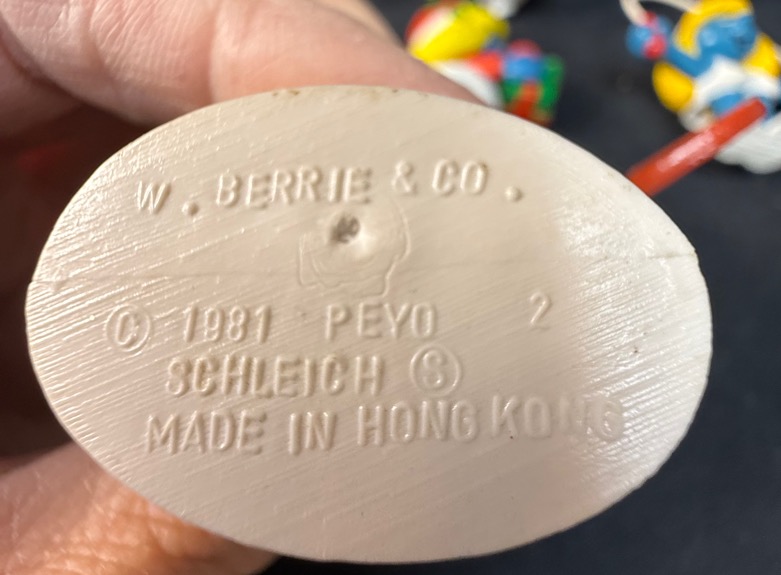 W. BERRIE & CO.
© 1981 PEYO 2
SCHLEICH Ⓢ
MADE IN HONG KONG